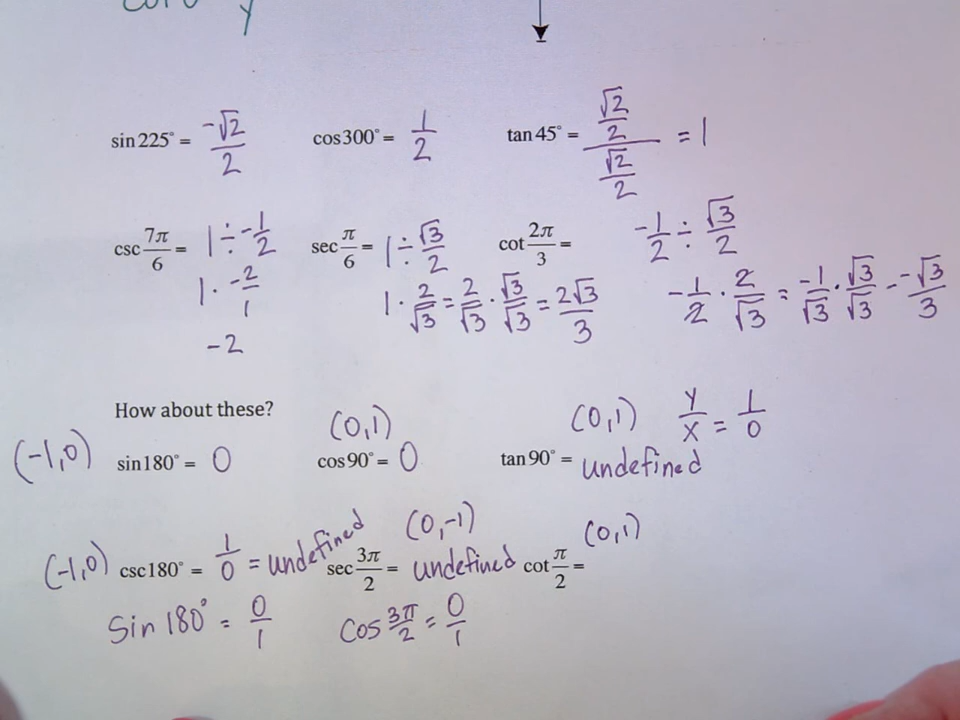 cot θ y
sin 225° = -√2/2 cos 300° = 1/2 tan 45° = (√2/2)/(√2/2) = 1
csc 7π/6 = 1 ÷ -1/2 sec π/6 = 1 ÷ √3/2 cot 2π/3 = -1/2 ÷ √3/2
1 · -2/1 1 · 2/√3 = 2/√3 · √3/√3 = 2√3/3 -1/2 · 2/√3 = -1/√3 · √3/√3 - -√3/3
-2
How about these?
(0,1) (0,1) y/x = 1/0
(-1,0) sin 180° = 0 cos 90° = 0 tan 90° = undefined
(0,-1) (0,1)
(-1,0) csc 180° = 1/0 = undefined sec 3π/2 = undefined cot π/2 =
Sin 180° = 0/1 Cos 3π/2 = 0/1